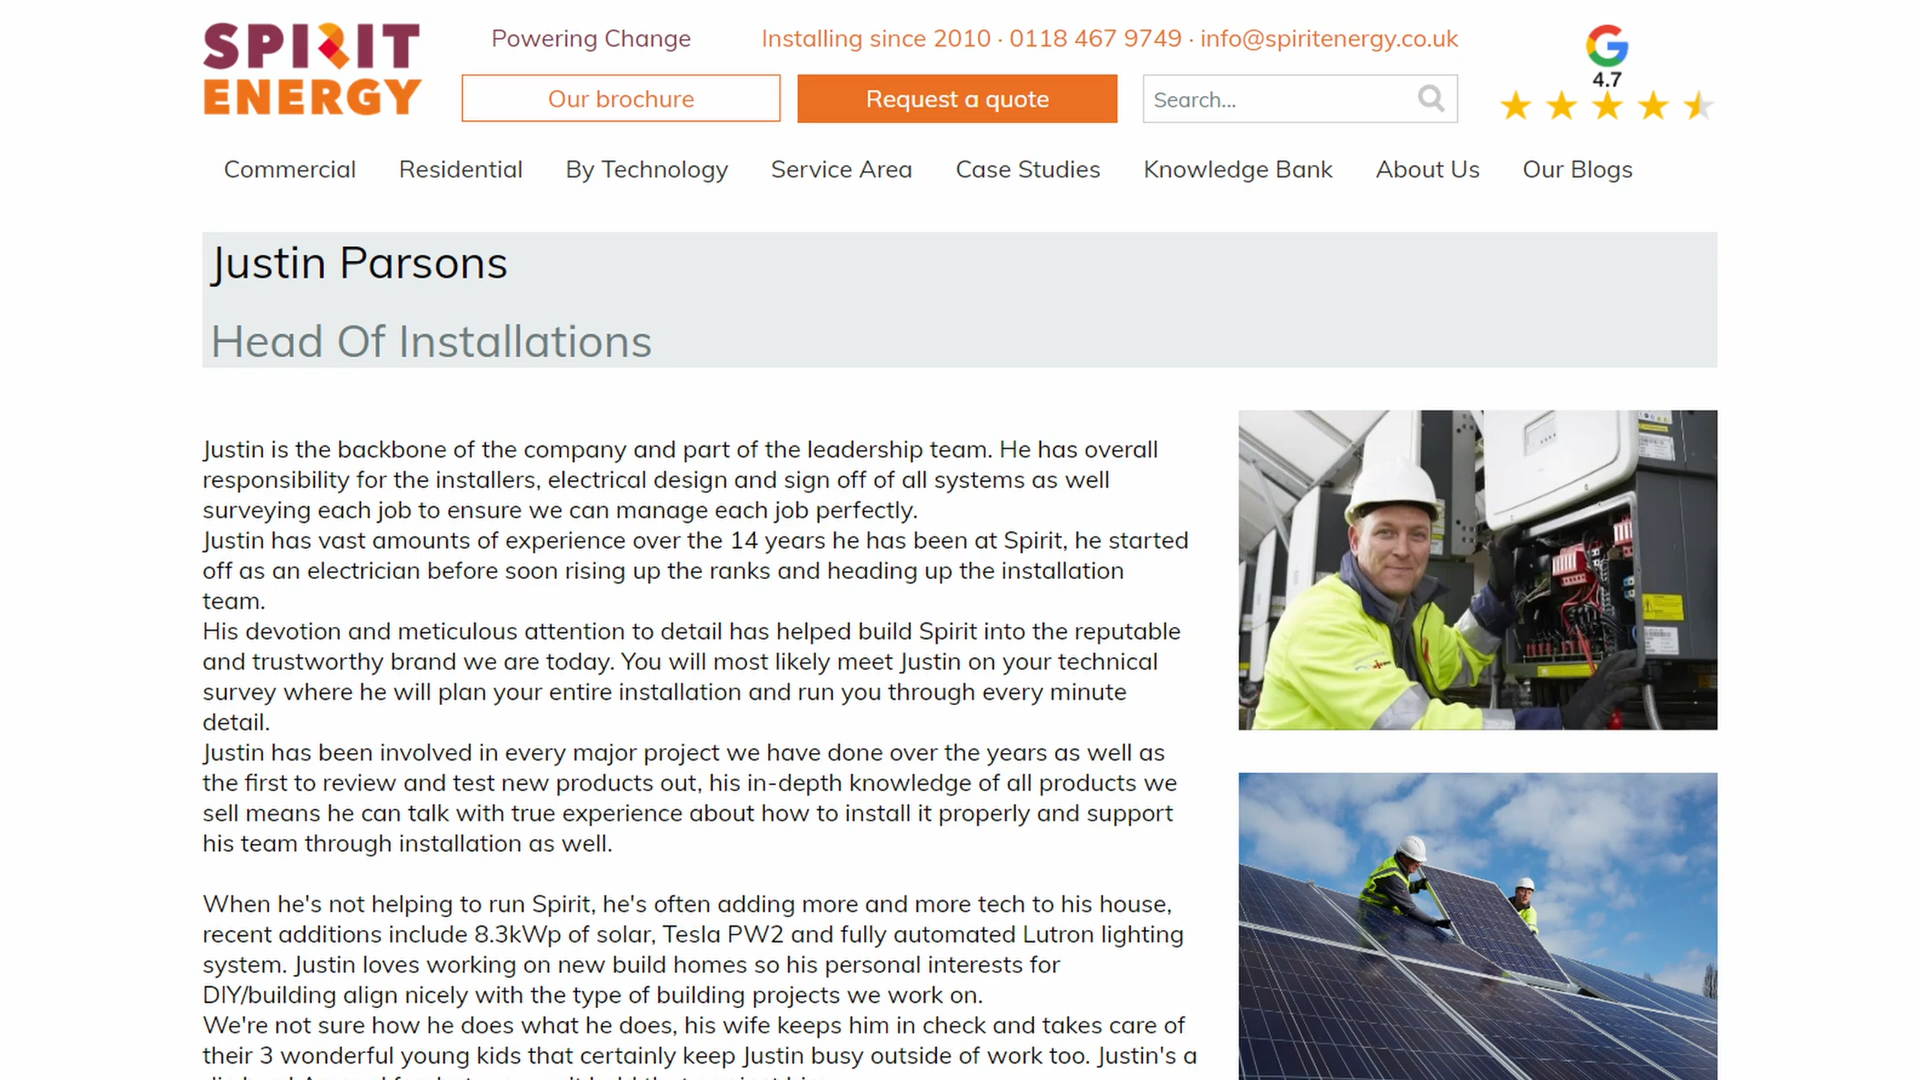 SPIRIT
ENERGY
Powering Change
Installing since 2010 · 0118 467 9749 · info@spiritenergy.co.uk
Our brochure
Request a quote
Search...
4.7
Commercial Residential By Technology Service Area Case Studies Knowledge Bank About Us Our Blogs
Justin Parsons
Head Of Installations
Justin is the backbone of the company and part of the leadership team. He has overall
responsibility for the installers, electrical design and sign off of all systems as well
surveying each job to ensure we can manage each job perfectly.
Justin has vast amounts of experience over the 14 years he has been at Spirit, he started
off as an electrician before soon rising up the ranks and heading up the installation
team.
His devotion and meticulous attention to detail has helped build Spirit into the reputable
and trustworthy brand we are today. You will most likely meet Justin on your technical
survey where he will plan your entire installation and run you through every minute
detail.
Justin has been involved in every major project we have done over the years as well as
the first to review and test new products out, his in-depth knowledge of all products we
sell means he can talk with true experience about how to install it properly and support
his team through installation as well.
When he's not helping to run Spirit, he's often adding more and more tech to his house,
recent additions include 8.3kWp of solar, Tesla PW2 and fully automated Lutron lighting
system. Justin loves working on new build homes so his personal interests for
DIY/building align nicely with the type of building projects we work on.
We're not sure how he does what he does, his wife keeps him in check and takes care of
their 3 wonderful young kids that certainly keep Justin busy outside of work too. Justin's a